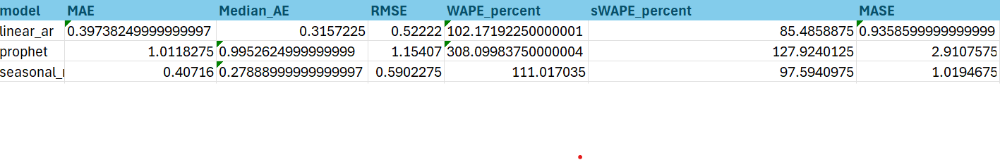 model MAE Median_AE RMSE WAPE_percent sWAPE_percent MASE
linear_ar 0.39738249999999997 0.3157225 0.52222 102.17192250000001 85.4858875 0.9358599999999999
prophet 1.0118275 0.9952624999999999 1.15407 308.09983750000004 127.9240125 2.9107575
seasonal_ 0.40716 0.27888999999999997 0.5902275 111.017035 97.5940975 1.0194675